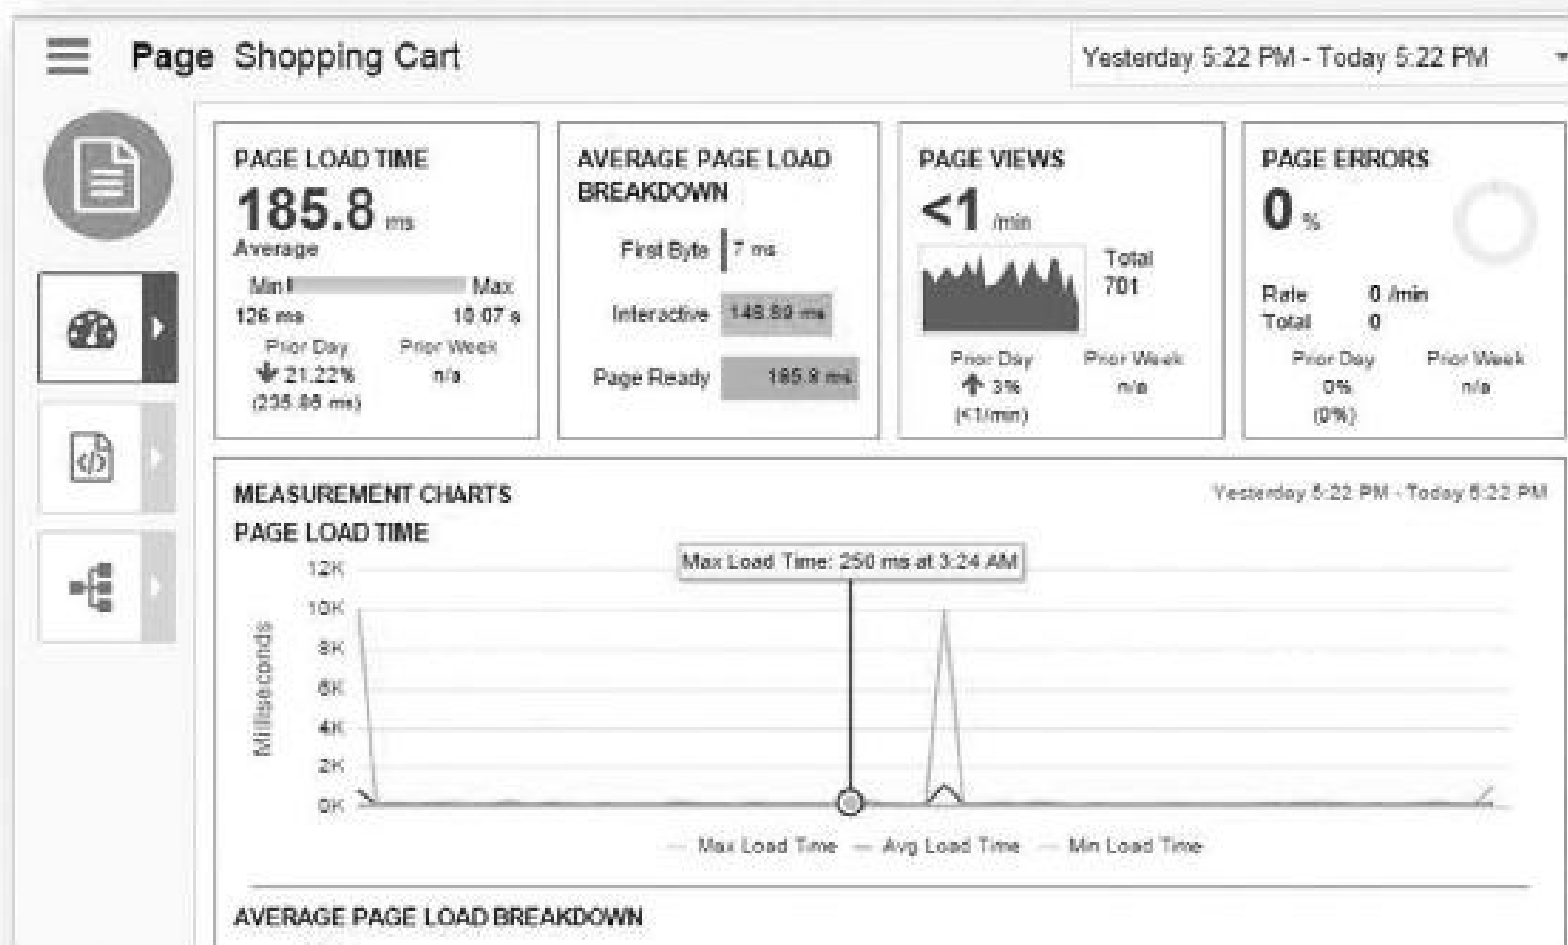 Page Shopping Cart
Yesterday 5:22 PM - Today 5:22 PM
PAGE LOAD TIME
185.8 ms
Average
Min Max
126 ms 10.07 s
Prior Day Prior Week
21.22% n/a
(235.86 ms)
AVERAGE PAGE LOAD
BREAKDOWN
First Byte 7 ms
Interactive ms
Page Ready 185.8 ms
PAGE VIEWS
<1 /min
Total
701
Prior Day Prior Week
3% n/a
(<1/min)
PAGE ERRORS
0 %
Rate 0 /min
Total 0
Prior Day Prior Week
0% n/a
(0%)
MEASUREMENT CHARTS
Yesterday 5:22 PM - Today 5:22 PM
PAGE LOAD TIME
Max Load Time: 250 ms at 3:24 AM
Milliseconds
12K
10K
8K
6K
4K
2K
0K
Max Load Time Avg Load Time Min Load Time
AVERAGE PAGE LOAD BREAKDOWN